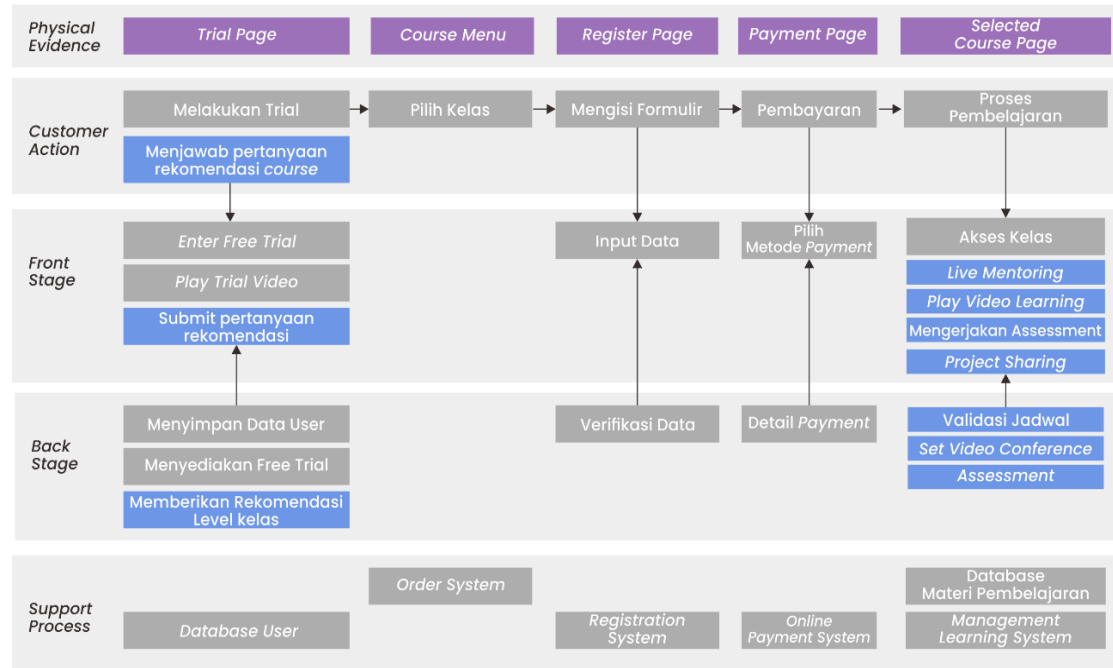 Physical
Evidence
Trial Page
Course Menu
Register Page
Payment Page
Selected
Course Page
Customer
Action
Melakukan Trial
Pilih Kelas
Mengisi Formulir
Pembayaran
Proses
Pembelajaran
Menjawab pertanyaan
rekomendasi course
Front
Stage
Enter Free Trial
Play Trial Video
Submit pertanyaan
rekomendasi
Input Data
Pilih
Metode Payment
Akses Kelas
Live Mentoring
Play Video Learning
Mengerjakan Assessment
Project Sharing
Back
Stage
Menyimpan Data User
Menyediakan Free Trial
Memberikan Rekomendasi
Level kelas
Verifikasi Data
Detail Payment
Validasi Jadwal
Set Video Conference
Assessment
Support
Process
Database User
Order System
Registration
System
Online
Payment System
Database
Materi Pembelajaran
Management
Learning System